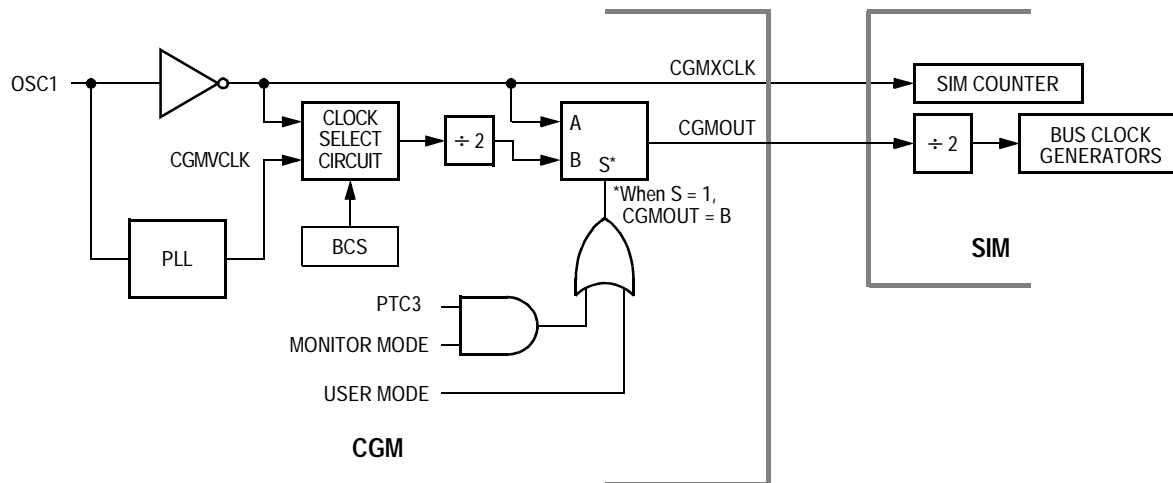 OSC1
CGMXCLK
SIM COUNTER
CLOCK
SELECT
CIRCUIT
CGMVCLK
÷ 2
A
B
S*
CGMOUT
÷ 2
BUS CLOCK
GENERATORS
*When S = 1,
CGMOUT = B
PLL
BCS
SIM
PTC3
MONITOR MODE
USER MODE
CGM